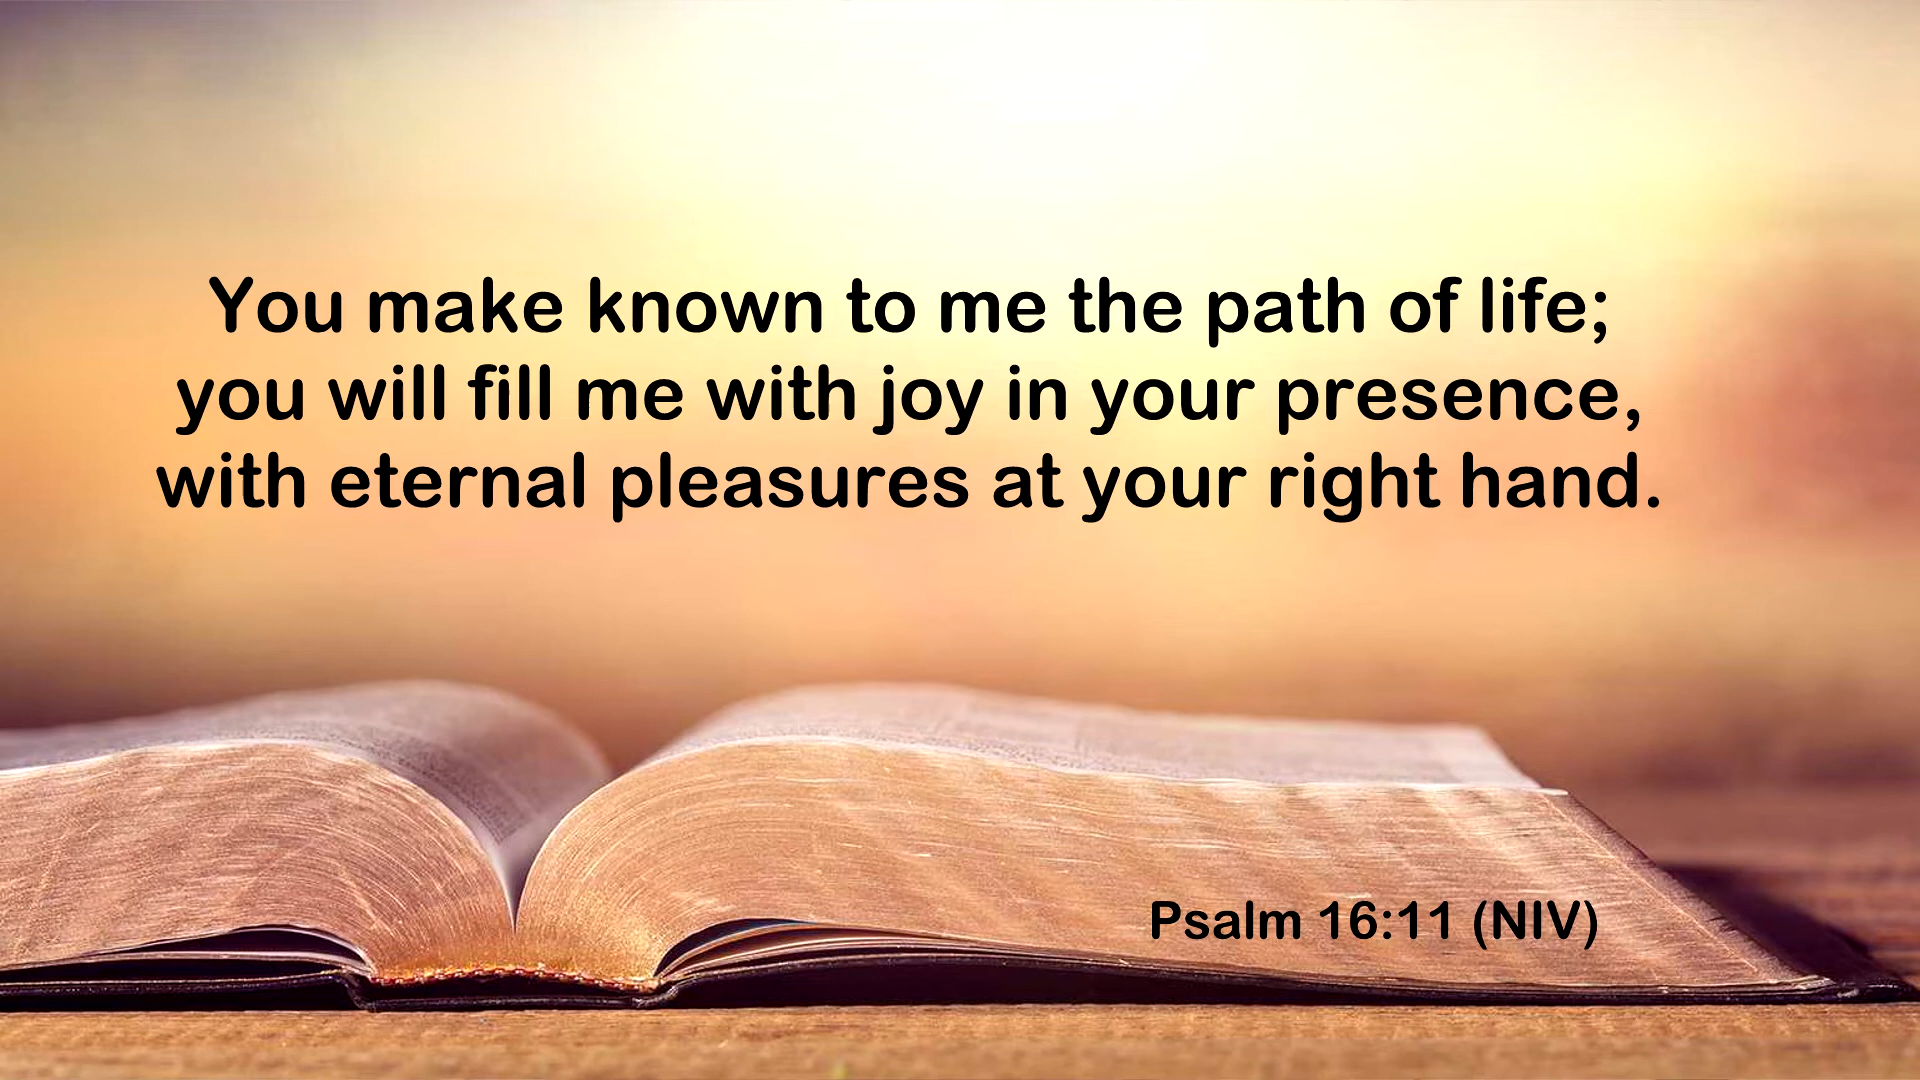 You make known to me the path of life;
you will fill me with joy in your presence,
with eternal pleasures at your right hand.
Psalm 16:11 (NIV)